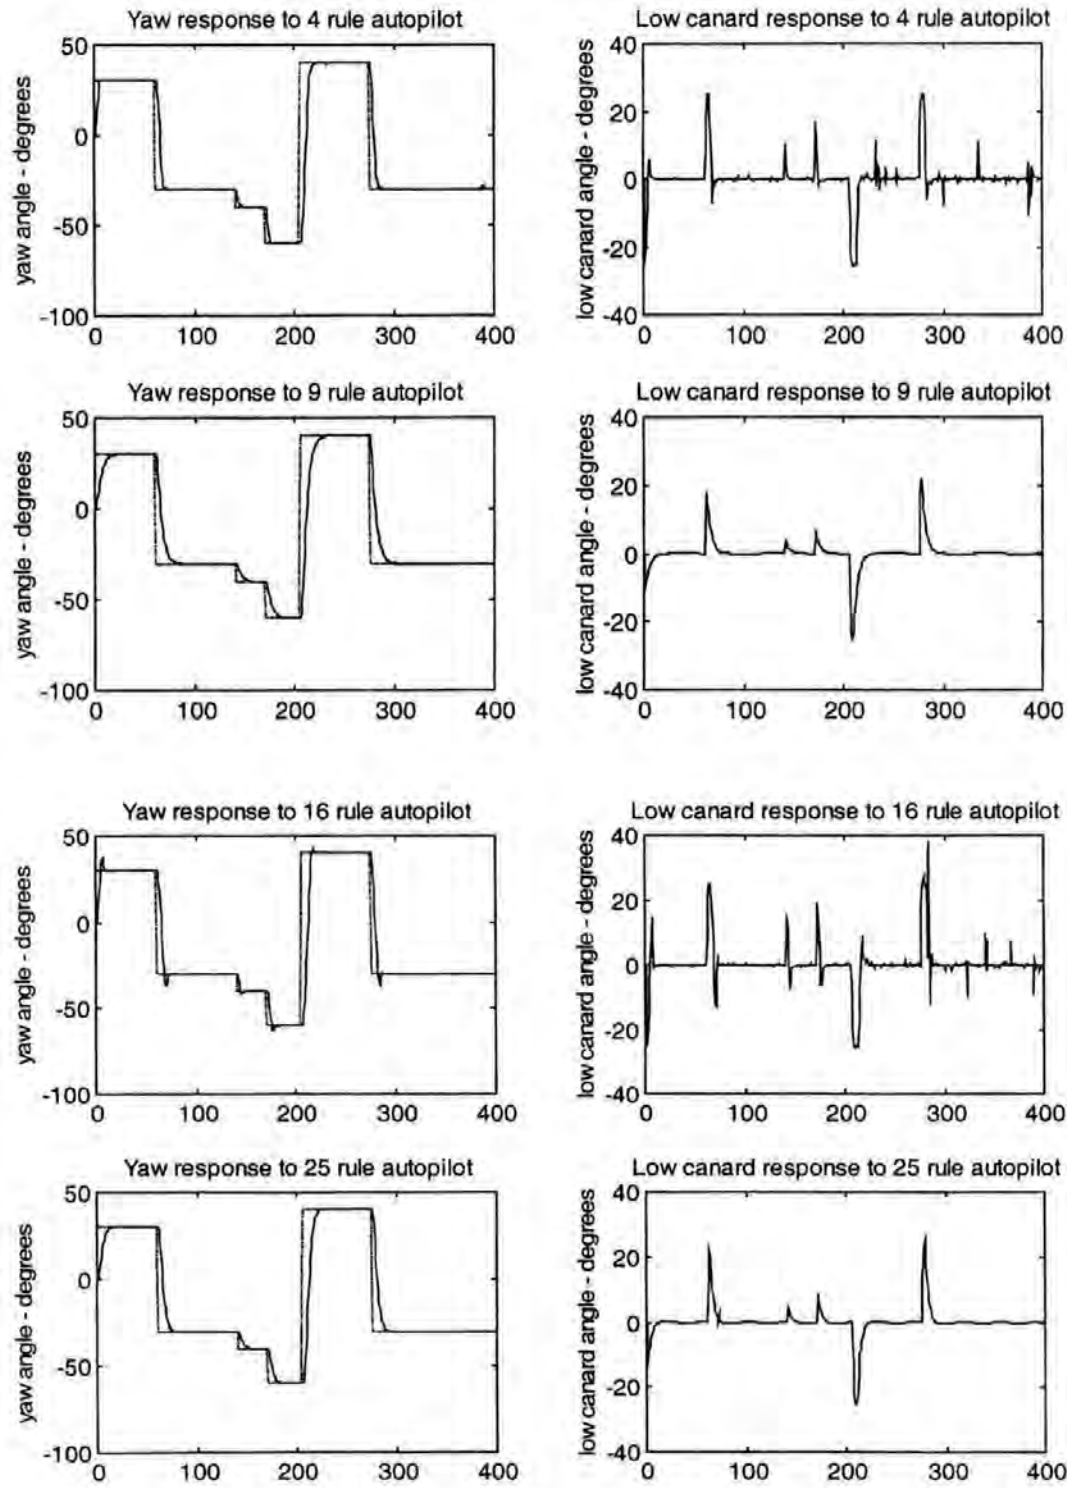 Yaw response to 4 rule autopilot
yaw angle - degrees
50
0
-50
-100
0 100 200 300 400
Low canard response to 4 rule autopilot
low canard angle - degrees
40
20
0
-20
-40
0 100 200 300 400
Yaw response to 9 rule autopilot
yaw angle - degrees
50
0
-50
-100
0 100 200 300 400
Low canard response to 9 rule autopilot
low canard angle - degrees
40
20
0
-20
-40
0 100 200 300 400
Yaw response to 16 rule autopilot
yaw angle - degrees
50
0
-50
-100
0 100 200 300 400
Low canard response to 16 rule autopilot
low canard angle - degrees
40
20
0
-20
-40
0 100 200 300 400
Yaw response to 25 rule autopilot
yaw angle - degrees
50
0
-50
-100
0 100 200 300 400
Low canard response to 25 rule autopilot
low canard angle - degrees
40
20
0
-20
-40
0 100 200 300 400